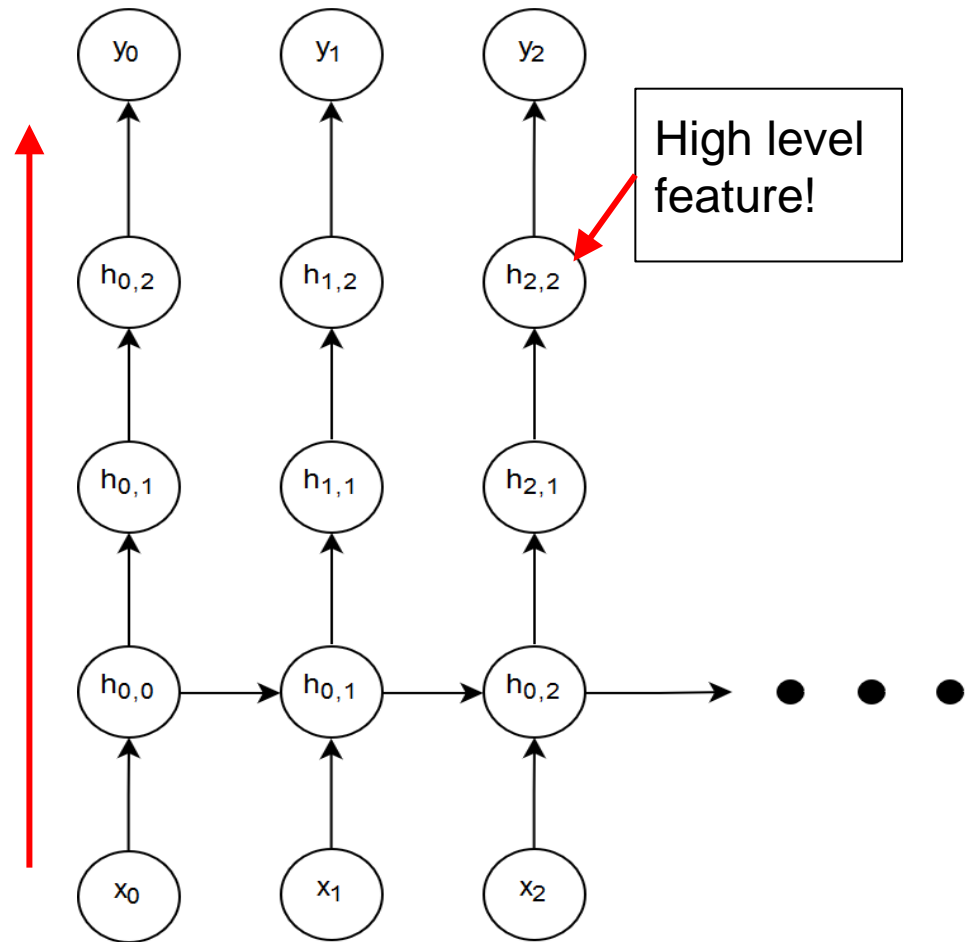 y₀ y₁ y₂
High level
feature!
h₀,₂ h₁,₂ h₂,₂
h₀,₁ h₁,₁ h₂,₁
h₀,₀ h₀,₁ h₀,₂
x₀ x₁ x₂